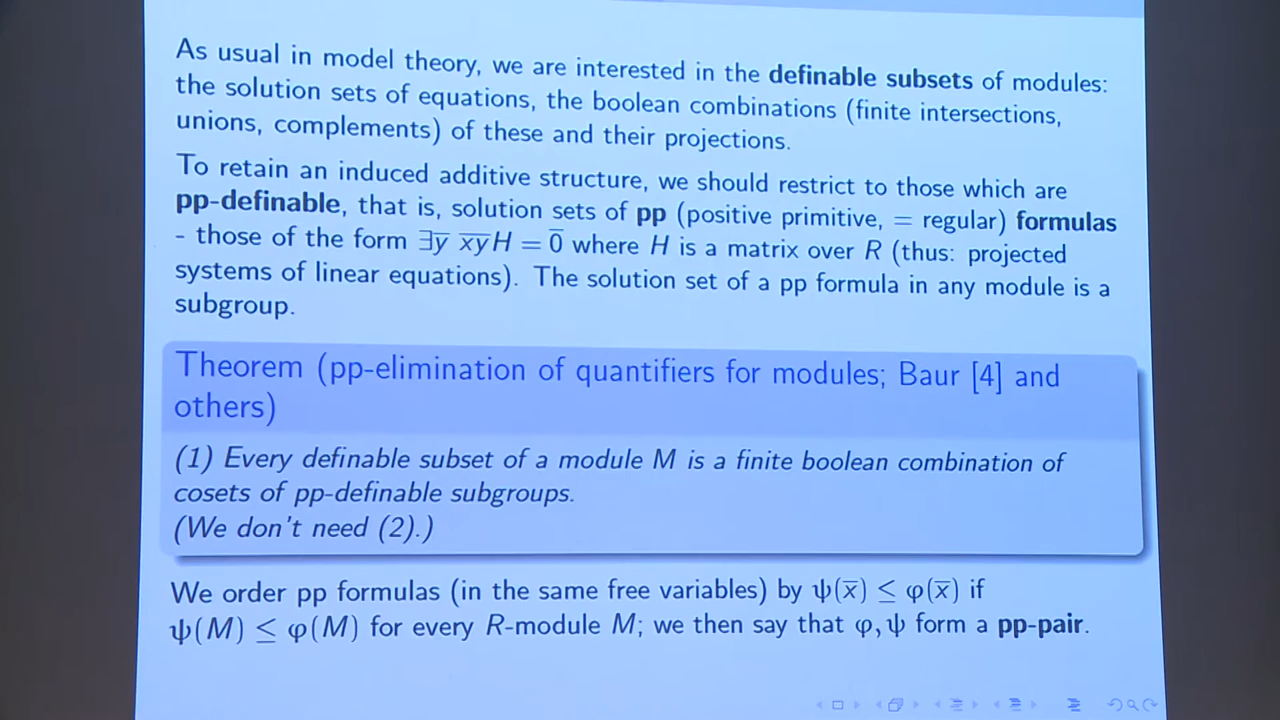 As usual in model theory, we are interested in the definable subsets of modules:
the solution sets of equations, the boolean combinations (finite intersections,
unions, complements) of these and their projections.
To retain an induced additive structure, we should restrict to those which are
pp-definable, that is, solution sets of pp (positive primitive, = regular) formulas
- those of the form ∃y̅ x̅y̅H = 0̅ where H is a matrix over R (thus: projected
systems of linear equations). The solution set of a pp formula in any module is a
subgroup.
Theorem (pp-elimination of quantifiers for modules; Baur [4] and
others)
(1) Every definable subset of a module M is a finite boolean combination of
cosets of pp-definable subgroups.
(We don't need (2).)
We order pp formulas (in the same free variables) by ψ(x̅) ≤ φ(x̅) if
ψ(M) ≤ φ(M) for every R-module M; we then say that φ, ψ form a pp-pair.